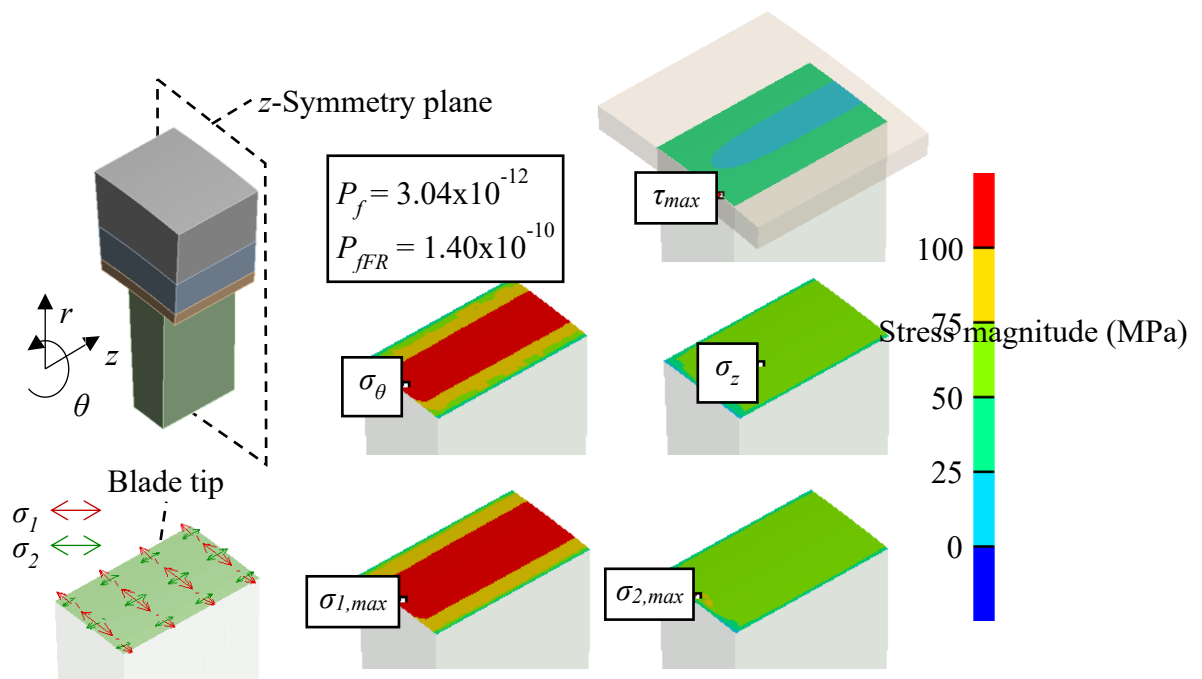 z-Symmetry plane
P_f = 3.04x10^-12
P_fFR = 1.40x10^-10
τ_max
r
z
θ
σ_θ
σ_z
100
75
Stress magnitude (MPa)
50
25
0
Blade tip
σ_1
σ_2
σ_1,max
σ_2,max